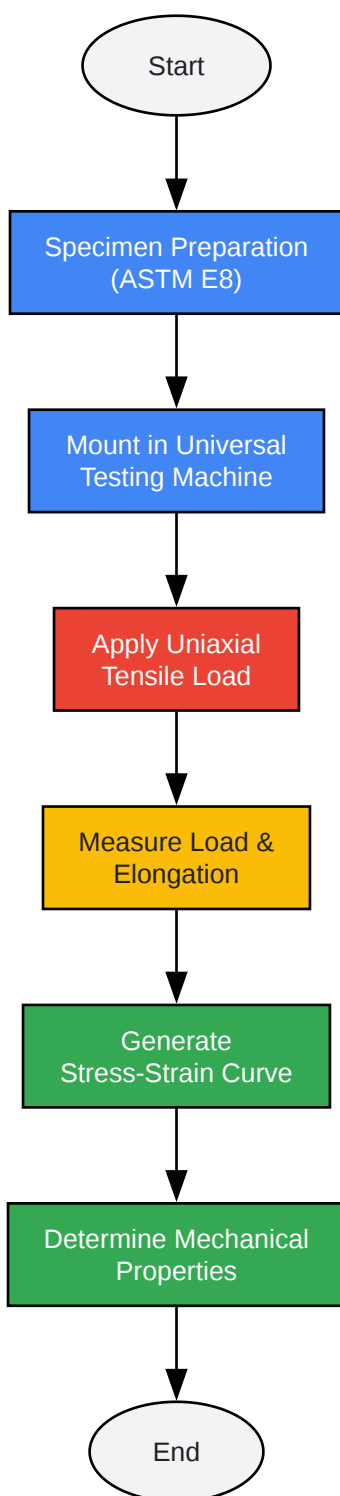 Start
Specimen Preparation
(ASTM E8)
Mount in Universal
Testing Machine
Apply Uniaxial
Tensile Load
Measure Load &
Elongation
Generate
Stress-Strain Curve
Determine Mechanical
Properties
End